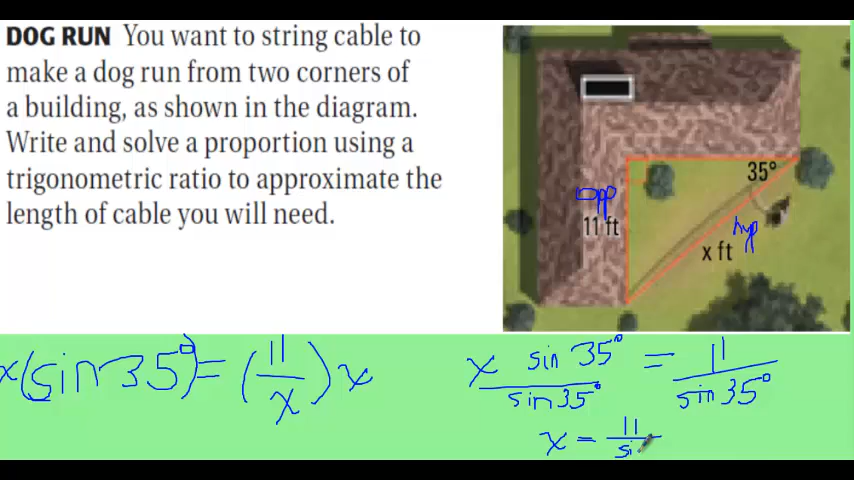 DOG RUN You want to string cable to
make a dog run from two corners of
a building, as shown in the diagram.
Write and solve a proportion using a
trigonometric ratio to approximate the
length of cable you will need.
35°
opp
11 ft
hyp
x ft
x(sin 35°) = (11/x) x
x sin 35° / sin 35° = 11 / sin 35°
x = 11 / si